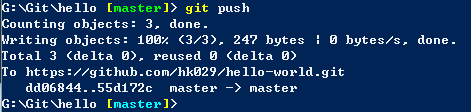 G:\Git\hello [master]> git push
Counting objects: 3, done.
Writing objects: 100% (3/3), 247 bytes | 0 bytes/s, done.
Total 3 (delta 0), reused 0 (delta 0)
To https://github.com/hk029/hello-world.git
   dd06844..55d172c  master -> master
G:\Git\hello [master]>